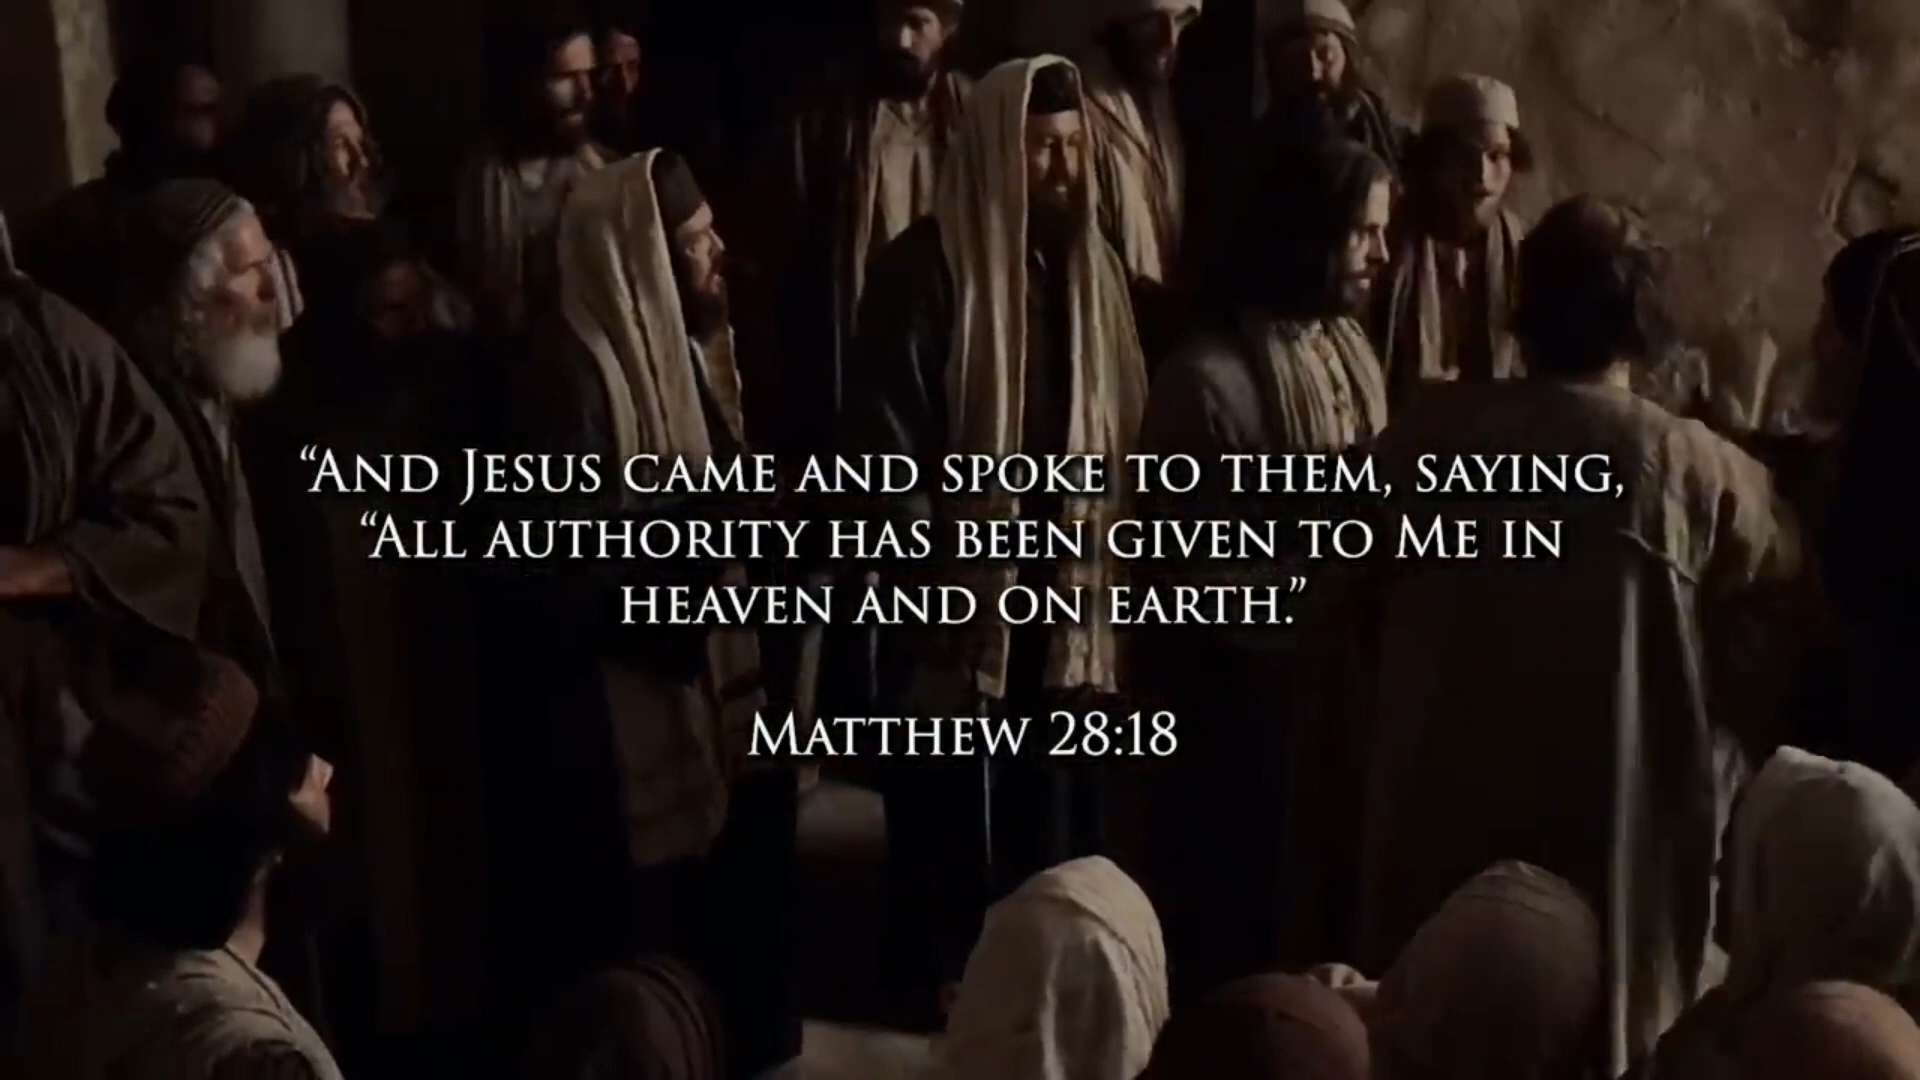 “And Jesus came and spoke to them, saying,
“All authority has been given to Me in
heaven and on earth.”
Matthew 28:18